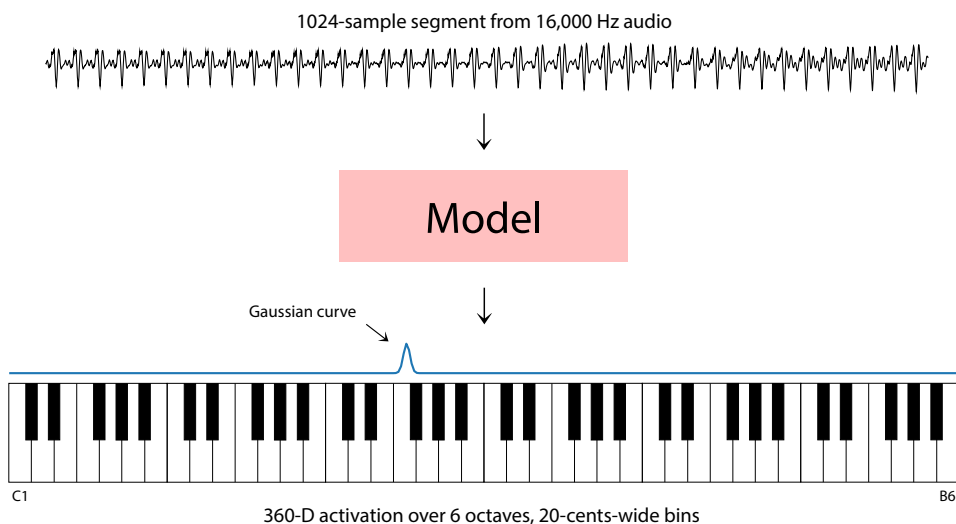 1024-sample segment from 16,000 Hz audio
Model
Gaussian curve
C1
B6
360-D activation over 6 octaves, 20-cents-wide bins